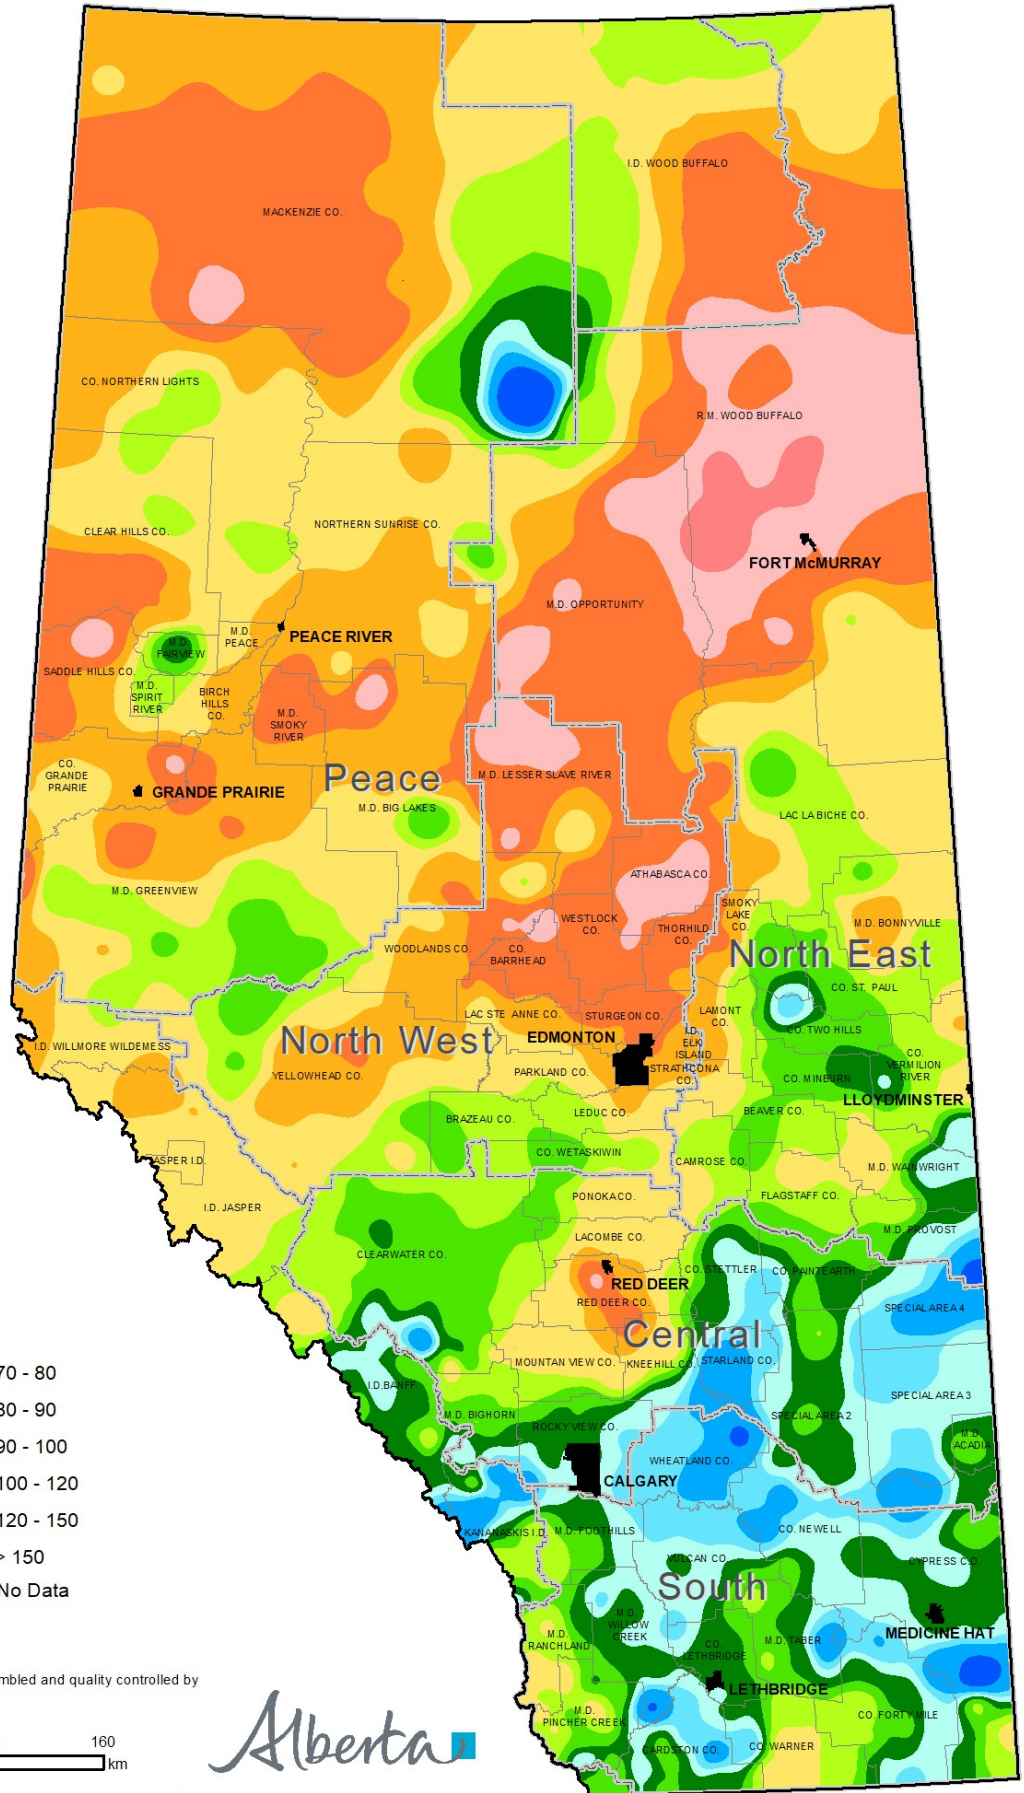 I.D. WOOD BUFFALO
MACKENZIE CO.
CO. NORTHERN LIGHTS
R.M. WOOD BUFFALO
CLEAR HILLS CO.
NORTHERN SUNRISE CO.
FORT McMURRAY
M.D. OPPORTUNITY
M.D.
PEACE
PEACE RIVER
M.D.
FAIRVIEW
SADDLE HILLS CO.
M.D.
SPIRIT
RIVER
BIRCH
HILLS
CO.
M.D.
SMOKY
RIVER
CO.
GRANDE
PRAIRIE
GRANDE PRAIRIE
Peace
M.D. LESSER SLAVE RIVER
M.D. BIG LAKES
LAC LA BICHE CO.
M.D. GREENVIEW
ATHABASCA CO.
SMOKY
LAKE
CO.
M.D. BONNYVILLE
WESTLOCK
CO.
THORHILD
CO.
WOODLANDS CO.
CO.
BARRHEAD
North East
CO. ST. PAUL
LAC STE ANNE CO.
STURGEON CO.
LAMONT
CO.
CO. TWO HILLS
North West
EDMONTON
I.D.
ELK
ISLAND
I.D. WILLMORE WILDERNESS
YELLOWHEAD CO.
PARKLAND CO.
STRATHCONA
CO.
CO. MINBURN
CO.
VERMILION
RIVER
LLOYDMINSTER
BRAZEAU CO.
LEDUC CO.
BEAVER CO.
CO. WETASKIWIN
CAMROSE CO.
JASPER I.D.
M.D. WAINWRIGHT
PONOKA CO.
FLAGSTAFF CO.
I.D. JASPER
M.D. PROVOST
LACOMBE CO.
CLEARWATER CO.
CO. STETTLER
CO. PAINTEARTH
RED DEER
RED DEER CO.
SPECIAL AREA 4
Central
MOUNTAIN VIEW CO.
KNEEHILL CO.
STARLAND CO.
I.D. BANFF
SPECIAL AREA 3
M.D. BIGHORN
ROCKY VIEW CO.
SPECIAL AREA 2
M.D.
ACADIA
WHEATLAND CO.
CALGARY
KANANASKIS I.D.
M.D. FOOTHILLS
CO. NEWELL
VULCAN CO.
CYPRESS CO.
South
M.D.
WILLOW
CREEK
M.D.
RANCHLAND
CO.
LETHBRIDGE
M.D. TABER
MEDICINE HAT
LETHBRIDGE
M.D.
PINCHER CREEK
CO. FORTY MILE
CARDSTON CO.
CO. WARNER
70 - 80
80 - 90
90 - 100
100 - 120
120 - 150
> 150
No Data
mbled and quality controlled by
160
km
Alberta